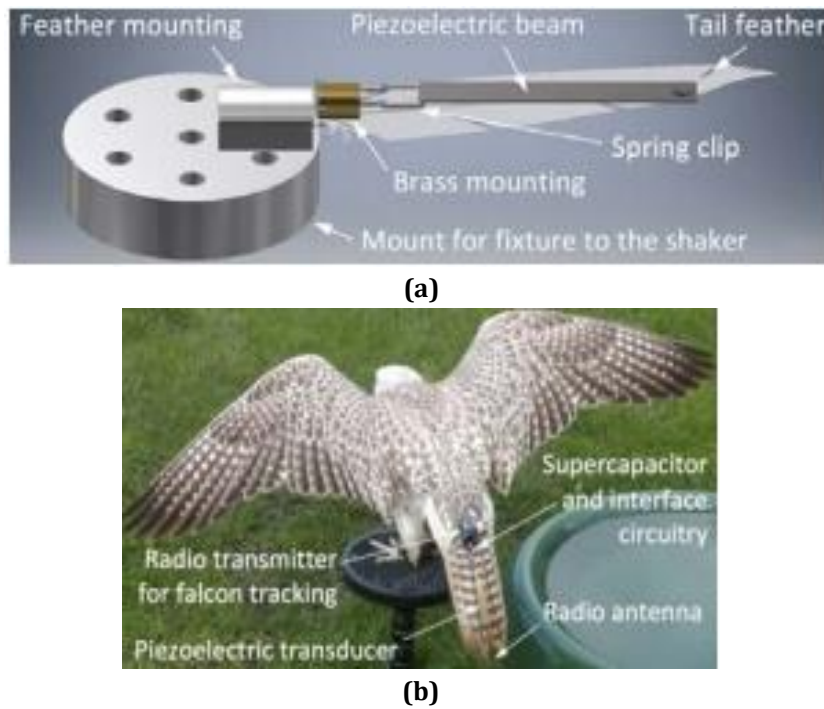 Feather mounting
Piezoelectric beam
Tail feather
Spring clip
Brass mounting
Mount for fixture to the shaker
(a)
Supercapacitor
and interface
circuitry
Radio transmitter
for falcon tracking
Radio antenna
Piezoelectric transducer
(b)